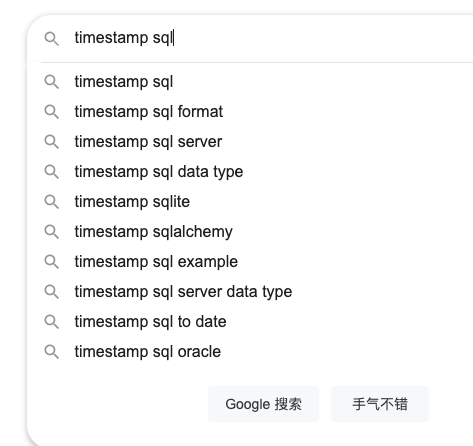 timestamp sql
timestamp sql
timestamp sql format
timestamp sql server
timestamp sql data type
timestamp sqlite
timestamp sqlalchemy
timestamp sql example
timestamp sql server data type
timestamp sql to date
timestamp sql oracle
Google 搜索 手气不错